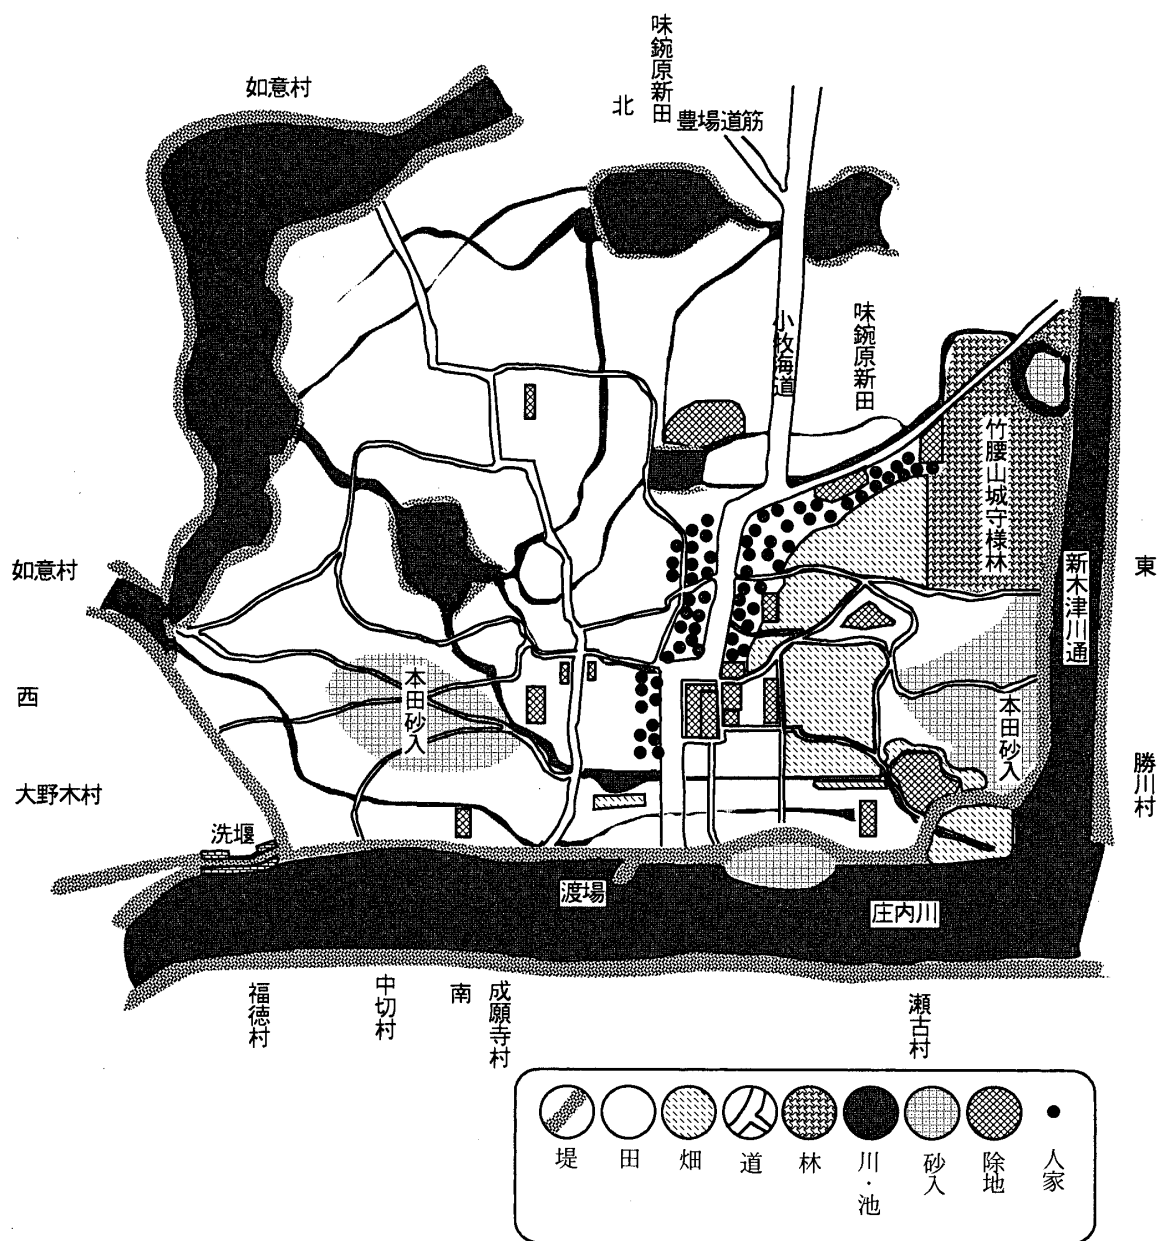 味鋺原新田
北
豊場道筋
如意村
小牧海道
味鋺原新田
竹腰山城守様林
新木津川通
東
如意村
西
本田砂入
本田砂入
勝川村
大野木村
洗堰
渡場
庄内川
福徳村
中切村
南
成願寺村
瀬古村
堤
田
畑
道
林
川・池
砂入
除地
人家